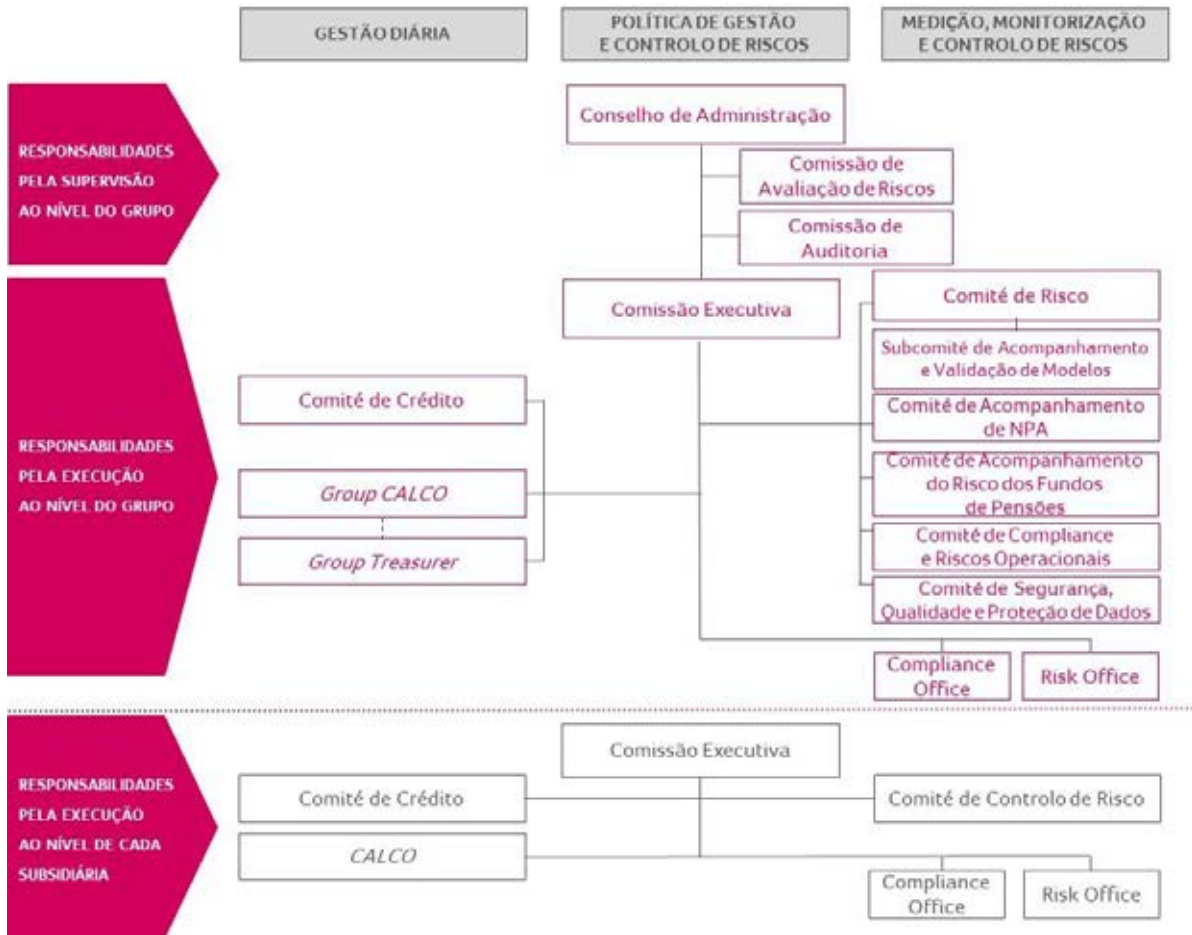 GESTÃO DIÁRIA
POLÍTICA DE GESTÃO
E CONTROLO DE RISCOS
MEDIÇÃO, MONITORIZAÇÃO
E CONTROLO DE RISCOS
RESPONSABILIDADES
PELA SUPERVISÃO
AO NÍVEL DO GRUPO
Conselho de Administração
Comissão de
Avaliação de Riscos
Comissão de
Auditoria
RESPONSABILIDADES
PELA EXECUÇÃO
AO NÍVEL DO GRUPO
Comissão Executiva
Comité de Crédito
Group CALCO
Group Treasurer
Comité de Risco
Subcomité de Acompanhamento
e Validação de Modelos
Comité de Acompanhamento
de NPA
Comité de Acompanhamento
do Risco dos Fundos
de Pensões
Comité de Compliance
e Riscos Operacionais
Comité de Segurança,
Qualidade e Proteção de Dados
Compliance
Office
Risk Office
RESPONSABILIDADES
PELA EXECUÇÃO
AO NÍVEL DE CADA
SUBSIDIÁRIA
Comissão Executiva
Comité de Crédito
CALCO
Comité de Controlo de Risco
Compliance
Office
Risk Office